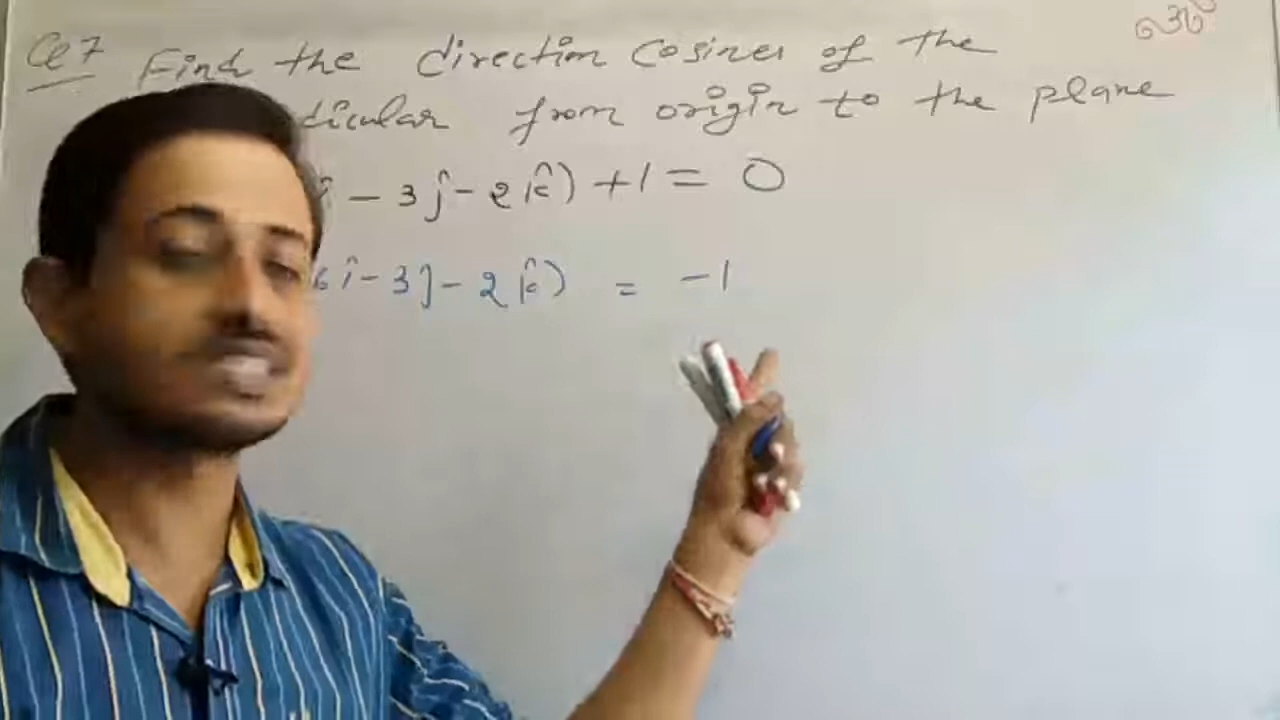 Q7 Find the direction cosines of the
dicular from origin to the plane
î - 3ĵ - 2k̂) + 1 = 0
6î - 3ĵ - 2k̂) = -1